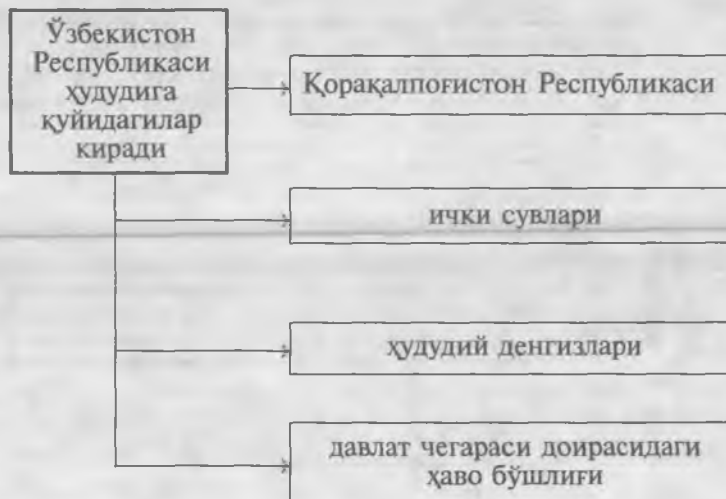 Ўзбекистон
Республикаси
ҳудудига
қуйидагилар
киради
Қорақалпоғистон Республикаси
ички сувлари
ҳудудий денгизлари
давлат чегараси доирасидаги
ҳаво бўшлиғи